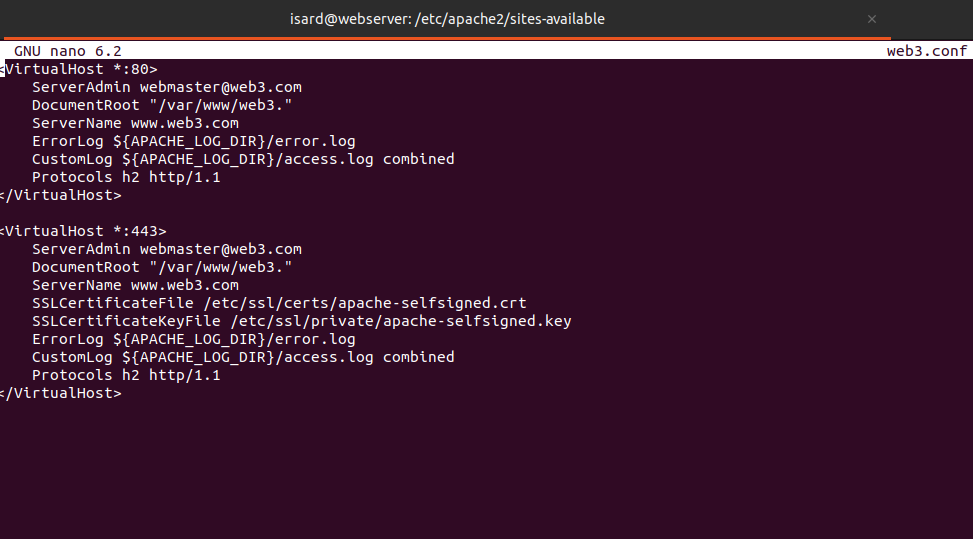 isard@webserver: /etc/apache2/sites-available
GNU nano 6.2 web3.conf
<VirtualHost *:80>
ServerAdmin webmaster@web3.com
DocumentRoot "/var/www/web3."
ServerName www.web3.com
ErrorLog ${APACHE_LOG_DIR}/error.log
CustomLog ${APACHE_LOG_DIR}/access.log combined
Protocols h2 http/1.1
</VirtualHost>
<VirtualHost *:443>
ServerAdmin webmaster@web3.com
DocumentRoot "/var/www/web3."
ServerName www.web3.com
SSLCertificateFile /etc/ssl/certs/apache-selfsigned.crt
SSLCertificateKeyFile /etc/ssl/private/apache-selfsigned.key
ErrorLog ${APACHE_LOG_DIR}/error.log
CustomLog ${APACHE_LOG_DIR}/access.log combined
Protocols h2 http/1.1
</VirtualHost>